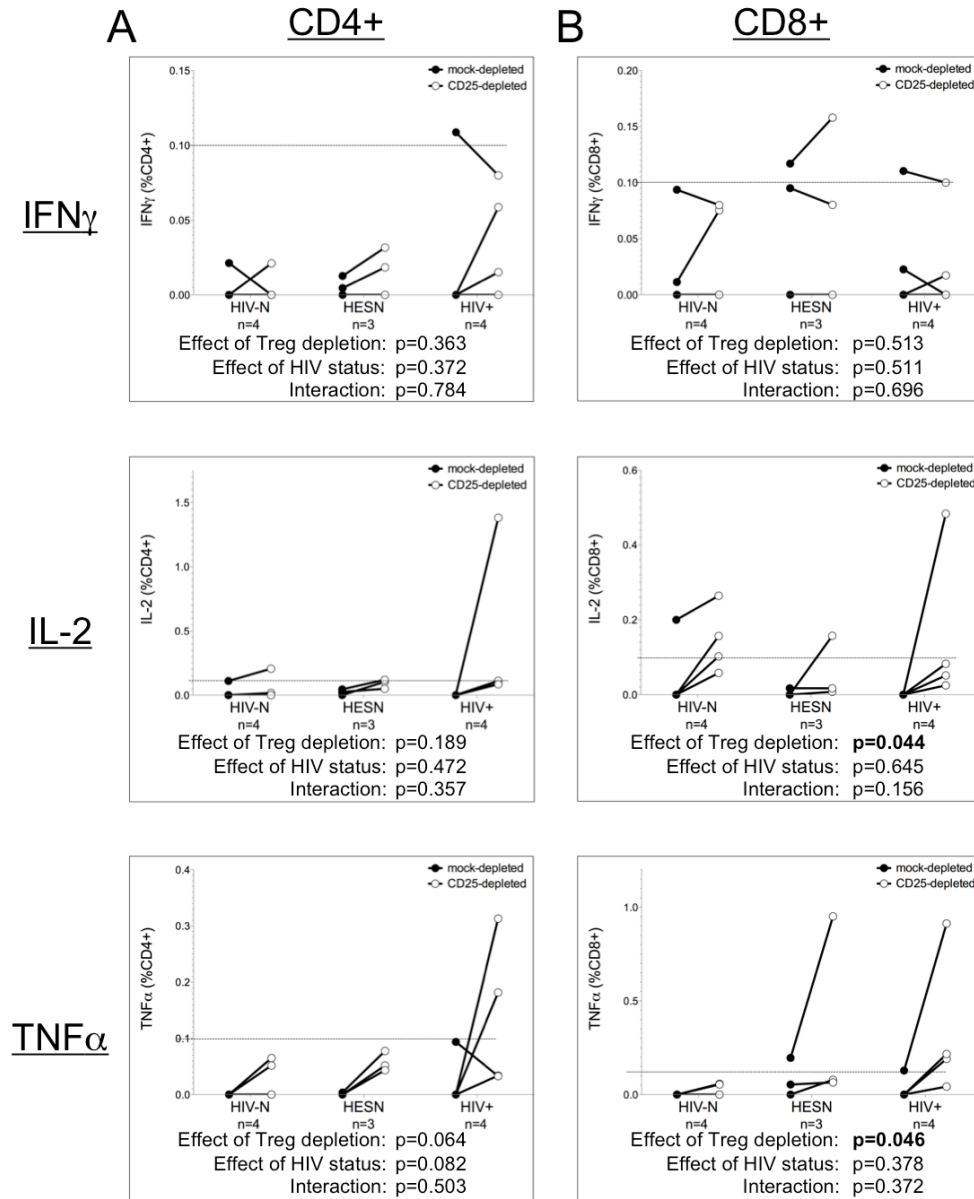 A CD4+
B CD8+
IFNγ
mock-depleted
CD25-depleted
IFNγ (%CD4+)
0.15
0.10
0.05
0.00
HIV-N HESN HIV+
n=4 n=3 n=4
Effect of Treg depletion: p=0.363
Effect of HIV status: p=0.372
Interaction: p=0.784
mock-depleted
CD25-depleted
IFNγ (%CD8+)
0.20
0.15
0.10
0.05
0.00
HIV-N HESN HIV+
n=4 n=3 n=4
Effect of Treg depletion: p=0.513
Effect of HIV status: p=0.511
Interaction: p=0.696
IL-2
mock-depleted
CD25-depleted
IL-2 (%CD4+)
1.5
1.0
0.5
0.0
HIV-N HESN HIV+
n=4 n=3 n=4
Effect of Treg depletion: p=0.189
Effect of HIV status: p=0.472
Interaction: p=0.357
mock-depleted
CD25-depleted
IL-2 (%CD8+)
0.6
0.4
0.2
0.0
HIV-N HESN HIV+
n=4 n=3 n=4
Effect of Treg depletion: p=0.044
Effect of HIV status: p=0.645
Interaction: p=0.156
TNFα
mock-depleted
CD25-depleted
TNFα (%CD4+)
0.4
0.3
0.2
0.1
0.0
HIV-N HESN HIV+
n=4 n=3 n=4
Effect of Treg depletion: p=0.064
Effect of HIV status: p=0.082
Interaction: p=0.503
mock-depleted
CD25-depleted
TNFα (%CD8+)
1.0
0.5
0.0
HIV-N HESN HIV+
n=4 n=3 n=4
Effect of Treg depletion: p=0.046
Effect of HIV status: p=0.378
Interaction: p=0.372